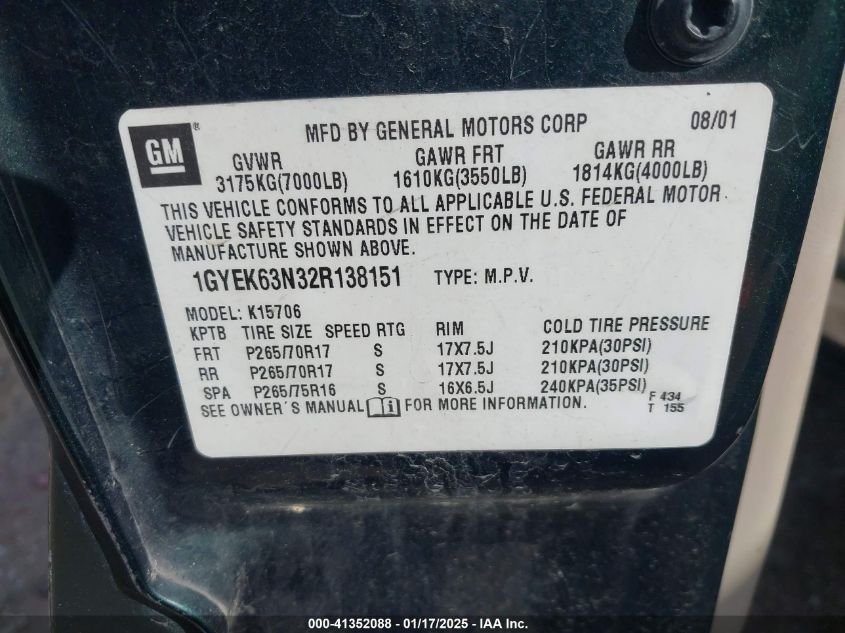 GM ®
MFD BY GENERAL MOTORS CORP 08/01
GVWR GAWR FRT GAWR RR
3175KG(7000LB) 1610KG(3550LB) 1814KG(4000LB)
THIS VEHICLE CONFORMS TO ALL APPLICABLE U.S. FEDERAL MOTOR
VEHICLE SAFETY STANDARDS IN EFFECT ON THE DATE OF
MANUFACTURE SHOWN ABOVE.
1GYEK63N32R138151 TYPE: M.P.V.
MODEL: K15706
KPTB TIRE SIZE SPEED RTG RIM COLD TIRE PRESSURE
FRT P265/70R17 S 17X7.5J 210KPA(30PSI)
RR P265/70R17 S 17X7.5J 210KPA(30PSI)
SPA P265/75R16 S 16X6.5J 240KPA(35PSI)
SEE OWNER'S MANUAL i FOR MORE INFORMATION.
F 434
T 155
000-41352088 - 01/17/2025 - IAA Inc.